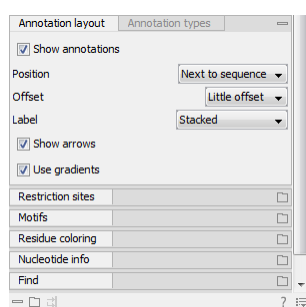 Annotation layout Annotation types
Show annotations
Position Next to sequence
Offset Little offset
Label Stacked
Show arrows
Use gradients
Restriction sites
Motifs
Residue coloring
Nucleotide info
Find
?